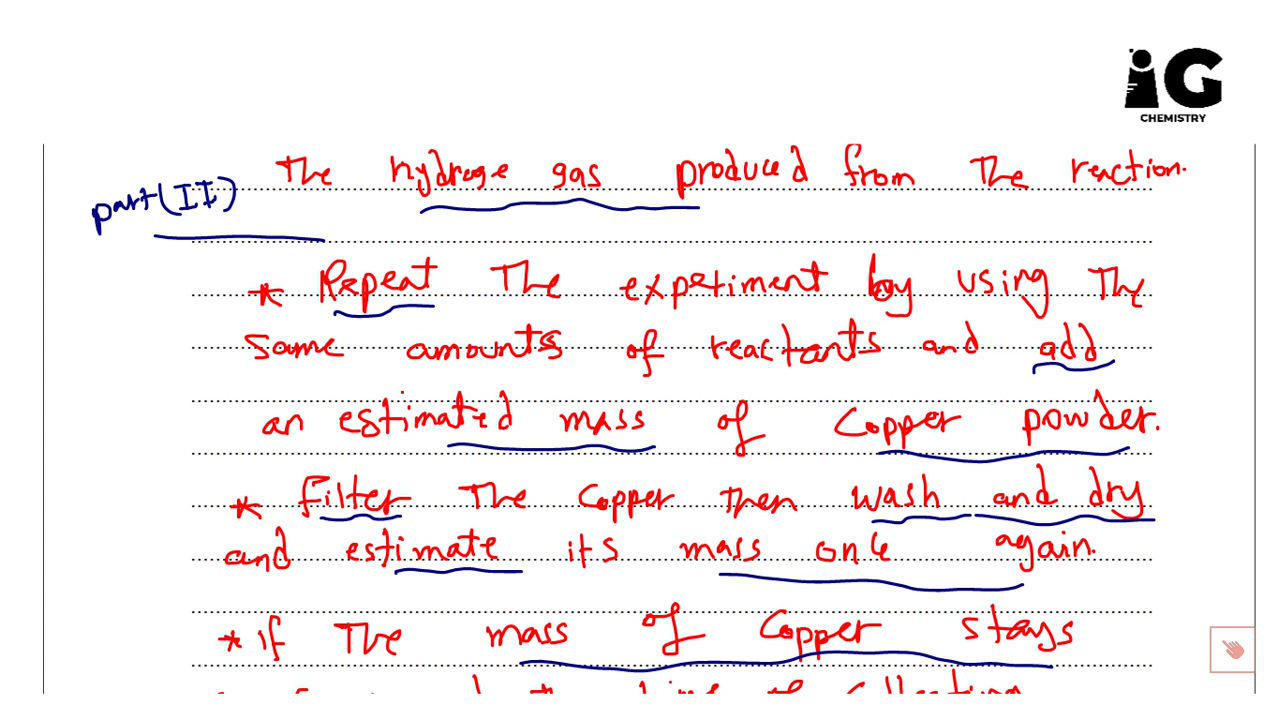 iG
CHEMISTRY
The hydroge gas produced from The reaction.
part(II)
* Repeat The experiment by using The
same amounts of reactants and add
an estimated mass of Copper powder.
* filter The Copper Then wash and dry
and estimate its mass once again.
* if The mass of Copper stays